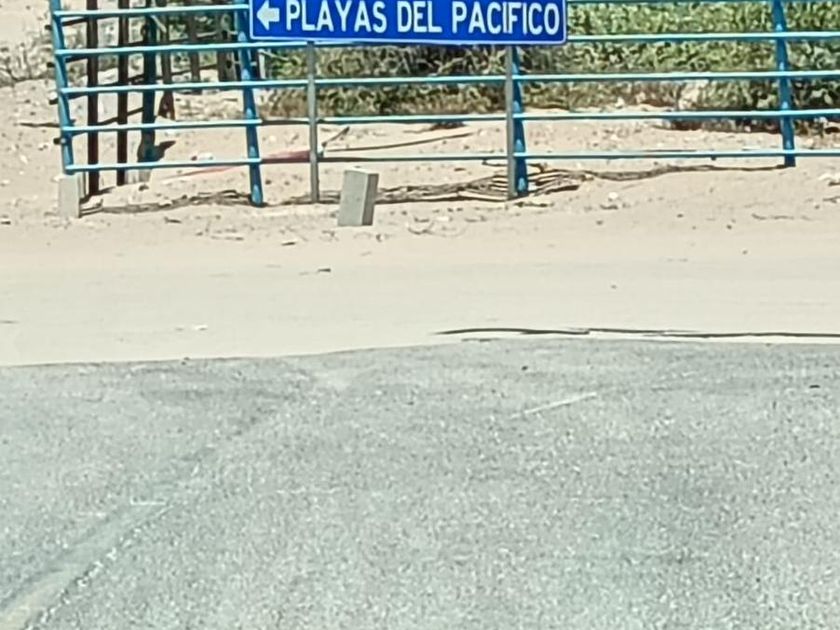 ← PLAYAS DEL PACIFICO